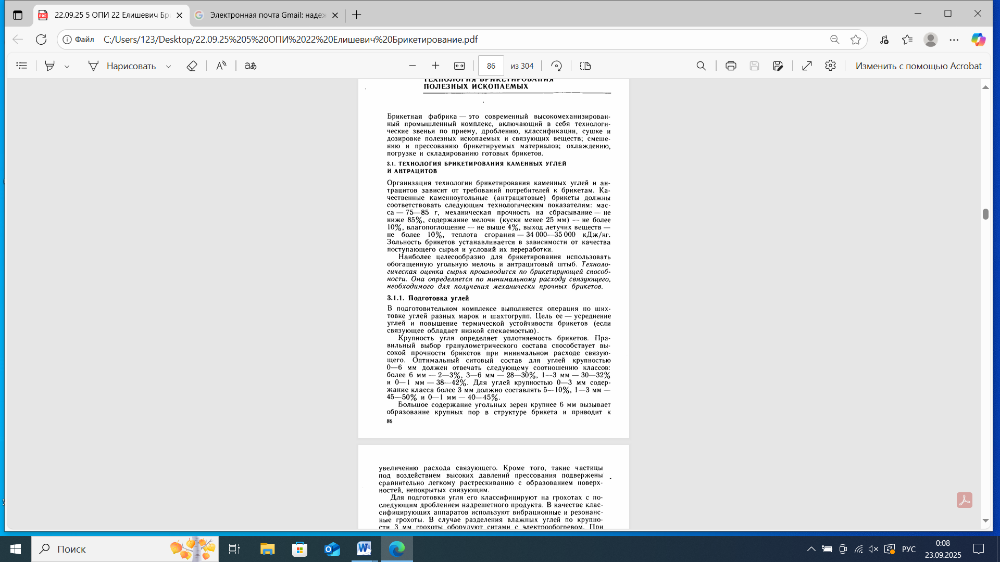 22.09.25 5 ОПИ 22 Елишевич Бри
Электронная почта Gmail: надеж
Файл
C:/Users/123/Desktop/22.09.25%205%20ОПИ%2022%20Елишевич%20Брикетирование.pdf
Нарисовать
aあ
86
из 304
Изменить с помощью Acrobat
ТЕХНОЛОГИЯ БРИКЕТИРОВАНИЯ
ПОЛЕЗНЫХ ИСКОПАЕМЫХ
Брикетная фабрика — это современный высокомеханизирован-
ный промышленный комплекс, включающий в себя технологи-
ческие звенья по приему, дроблению, классификации, сушке и
дозировке полезных ископаемых и связующих веществ; смеше-
нию и прессованию брикетируемых материалов; охлаждению,
погрузке и складированию готовых брикетов.
3.1. ТЕХНОЛОГИЯ БРИКЕТИРОВАНИЯ КАМЕННЫХ УГЛЕЙ
И АНТРАЦИТОВ
Организация технологии брикетирования каменных углей и ан-
трацитов зависит от требований потребителей к брикетам. Ка-
чественные каменноугольные (антрацитовые) брикеты должны
соответствовать следующим технологическим показателям: мас-
са — 75—85 г, механическая прочность на сбрасывание — не
ниже 85%, содержание мелочи (куски менее 25 мм) — не более
10%, влагопоглощение — не выше 4%, выход летучих веществ —
не более 10%, теплота сгорания — 34 000—35 000 кДж/кг.
Зольность брикетов устанавливается в зависимости от качества
поступающего сырья и условий их переработки.
Наиболее целесообразно для брикетирования использовать
обогащенную угольную мелочь и антрацитовый штыб. Техноло-
гическая оценка сырья производится по брикетирующей способ-
ности. Она определяется по минимальному расходу связующего,
необходимого для получения механически прочных брикетов.
3.1.1. Подготовка углей
В подготовительном комплексе выполняется операция по ших-
товке углей разных марок и шахтогрупп. Цель ее — усреднение
углей и повышение термической устойчивости брикетов (если
связующее обладает низкой спекаемостью).
Крупность угля определяет уплотняемость брикетов. Пра-
вильный выбор гранулометрического состава способствует вы-
сокой прочности брикетов при минимальном расходе связую-
щего. Оптимальный ситовый состав для углей крупностью
0—6 мм должен отвечать следующему соотношению классов:
более 6 мм — 2—3%, 3—6 мм — 28—30%, 1—3 мм — 30—32%
и 0—1 мм — 38—42%. Для углей крупностью 0—3 мм содер-
жание класса более 3 мм должно составлять 5—10%, 1—3 мм —
45—50% и 0—1 мм — 40—45%.
Большое содержание угольных зерен крупнее 6 мм вызывает
образование крупных пор в структуре брикета и приводит к
86
увеличению расхода связующего. Кроме того, такие частицы
под воздействием высоких давлений прессования подвержены
сравнительно легкому растрескиванию с образованием поверх-
ностей, непокрытых связующим.
Для подготовки угля его классифицируют на грохотах с по-
следующим дроблением надрешетного продукта. В качестве клас-
сифицирующих аппаратов используют вибрационные и резонанс-
ные грохоты. В случае разделения влажных углей по крупно-
сти 3 мм грохоты оборудуют ситами с электрообогревом. При
Поиск
РУС
0:08
23.09.2025